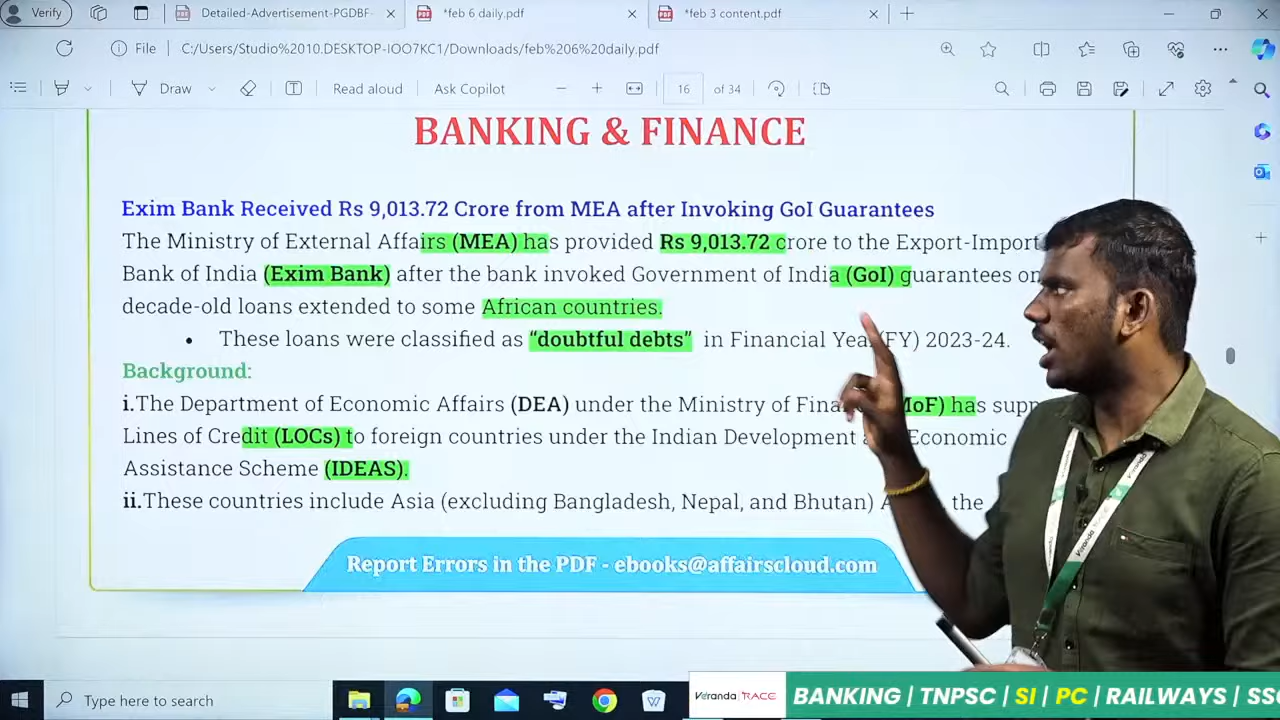 Verify
Detailed-Advertisement-PGDBF-
*feb 6 daily.pdf
*feb 3 content.pdf
File
C:/Users/Studio%2010.DESKTOP-IOO7KC1/Downloads/feb%206%20daily.pdf
Draw
Read aloud
Ask Copilot
16
of 34
BANKING & FINANCE
Exim Bank Received Rs 9,013.72 Crore from MEA after Invoking GoI Guarantees
The Ministry of External Affairs (MEA) has provided Rs 9,013.72 crore to the Export-Import
Bank of India (Exim Bank) after the bank invoked Government of India (GoI) guarantees on
decade-old loans extended to some African countries.
• These loans were classified as “doubtful debts” in Financial Year (FY) 2023-24.
Background:
i.The Department of Economic Affairs (DEA) under the Ministry of (MoF) has
Lines of Credit (LOCs) to foreign countries under the Indian Development Economic
Assistance Scheme (IDEAS).
ii.These countries include Asia (excluding Bangladesh, Nepal, and Bhutan) the
Report Errors in the PDF - ebooks@affairscloud.com
Type here to search
Veranda RACE
BANKING | TNPSC | SI | PC | RAILWAYS |